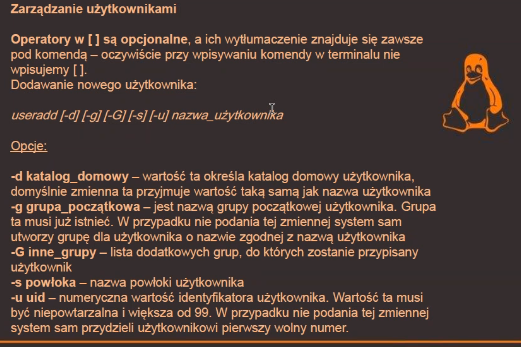 Zarządzanie użytkownikami
Operatory w [ ] są opcjonalne, a ich wytłumaczenie znajduje się zawsze
pod komendą – oczywiście przy wpisywaniu komendy w terminalu nie
wpisujemy [ ].
Dodawanie nowego użytkownika:
useradd [-d] [-g] [-G] [-s] [-u] nazwa_użytkownika
Opcje:
-d katalog_domowy – wartość ta określa katalog domowy użytkownika,
domyślnie zmienna ta przyjmuje wartość taką samą jak nazwa użytkownika
-g grupa_początkowa – jest nazwą grupy początkowej użytkownika. Grupa
ta musi już istnieć. W przypadku nie podania tej zmiennej system sam
utworzy grupę dla użytkownika o nazwie zgodnej z nazwą użytkownika
-G inne_grupy – lista dodatkowych grup, do których zostanie przypisany
użytkownik
-s powłoka – nazwa powłoki użytkownika
-u uid – numeryczna wartość identyfikatora użytkownika. Wartość ta musi
być niepowtarzalna i większa od 99. W przypadku nie podania tej zmiennej
system sam przydzieli użytkownikowi pierwszy wolny numer.